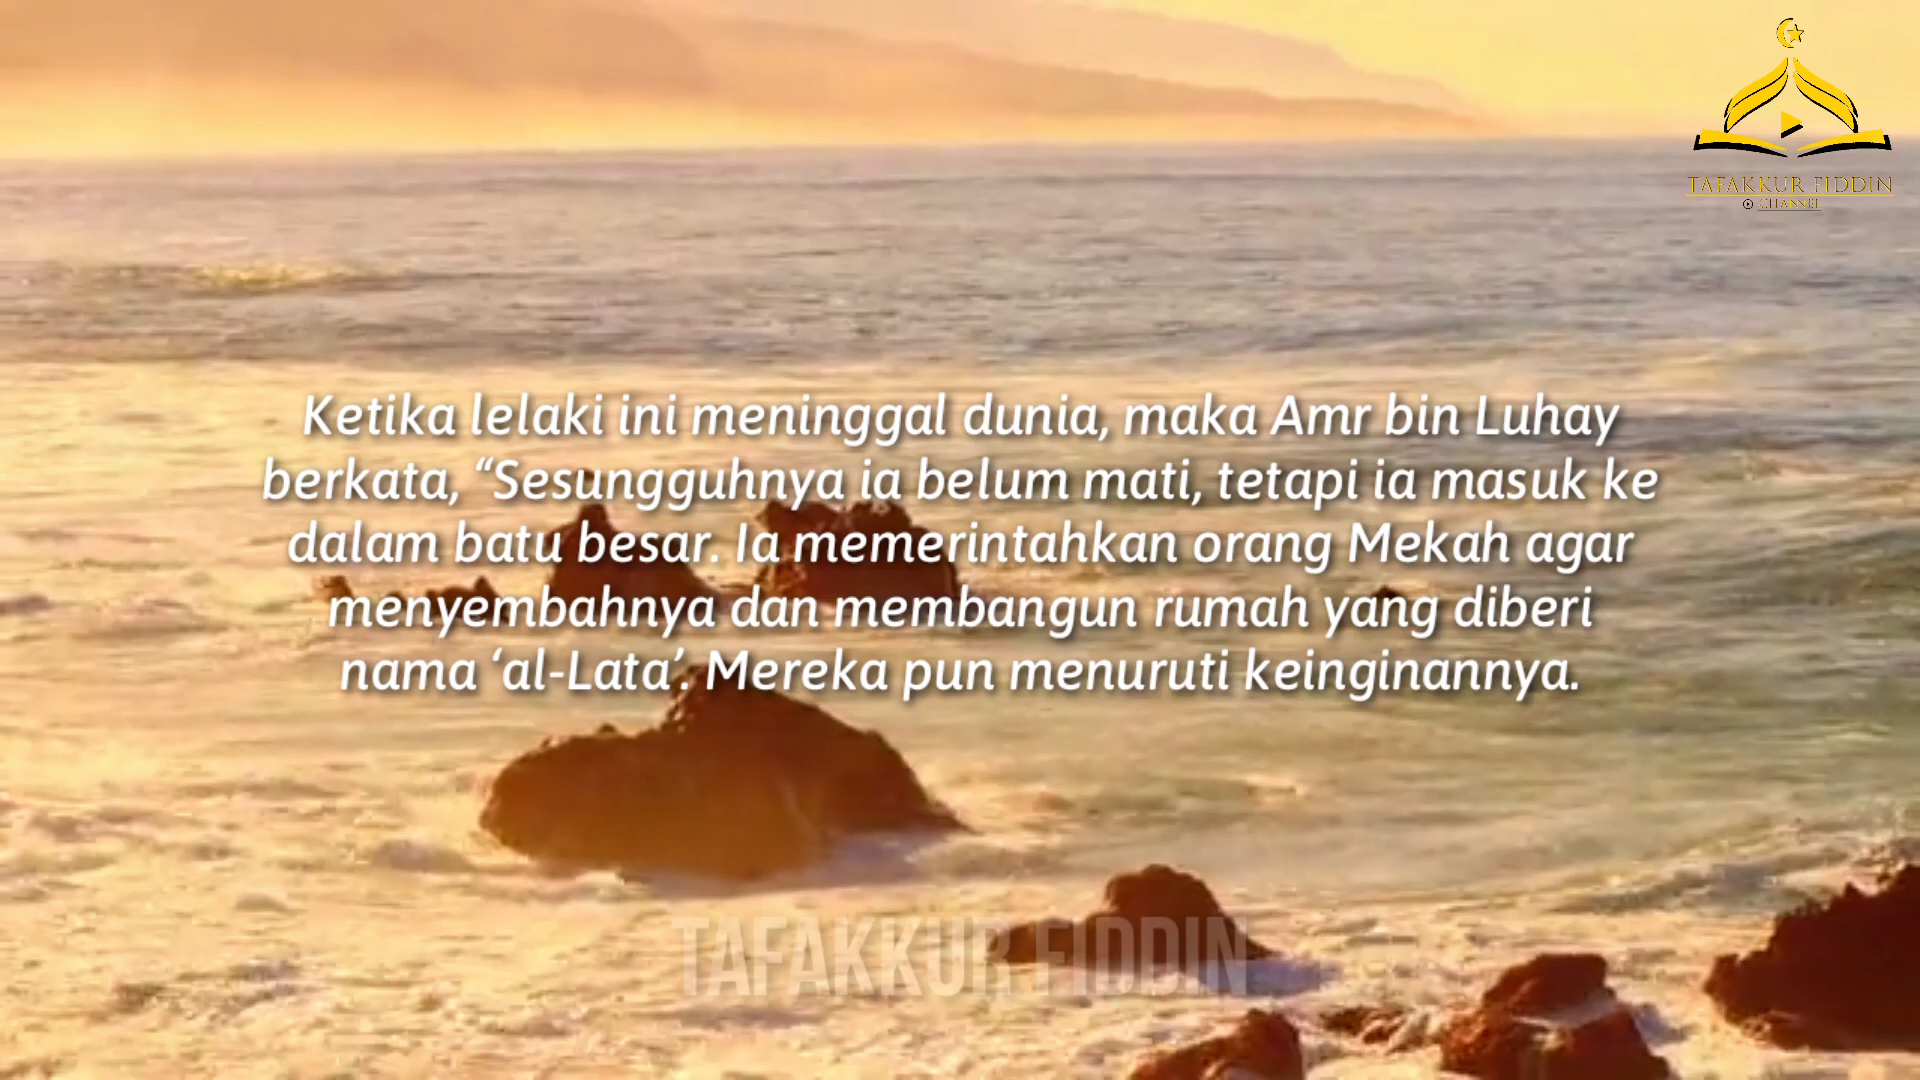 TAFAKKUR FIDDIN
CHANNEL
Ketika lelaki ini meninggal dunia, maka Amr bin Luhay
berkata, “Sesungguhnya ia belum mati, tetapi ia masuk ke
dalam batu besar. Ia memerintahkan orang Mekah agar
menyembahnya dan membangun rumah yang diberi
nama ‘al-Lata’. Mereka pun menuruti keinginannya.
TAFAKKUR FIDDIN